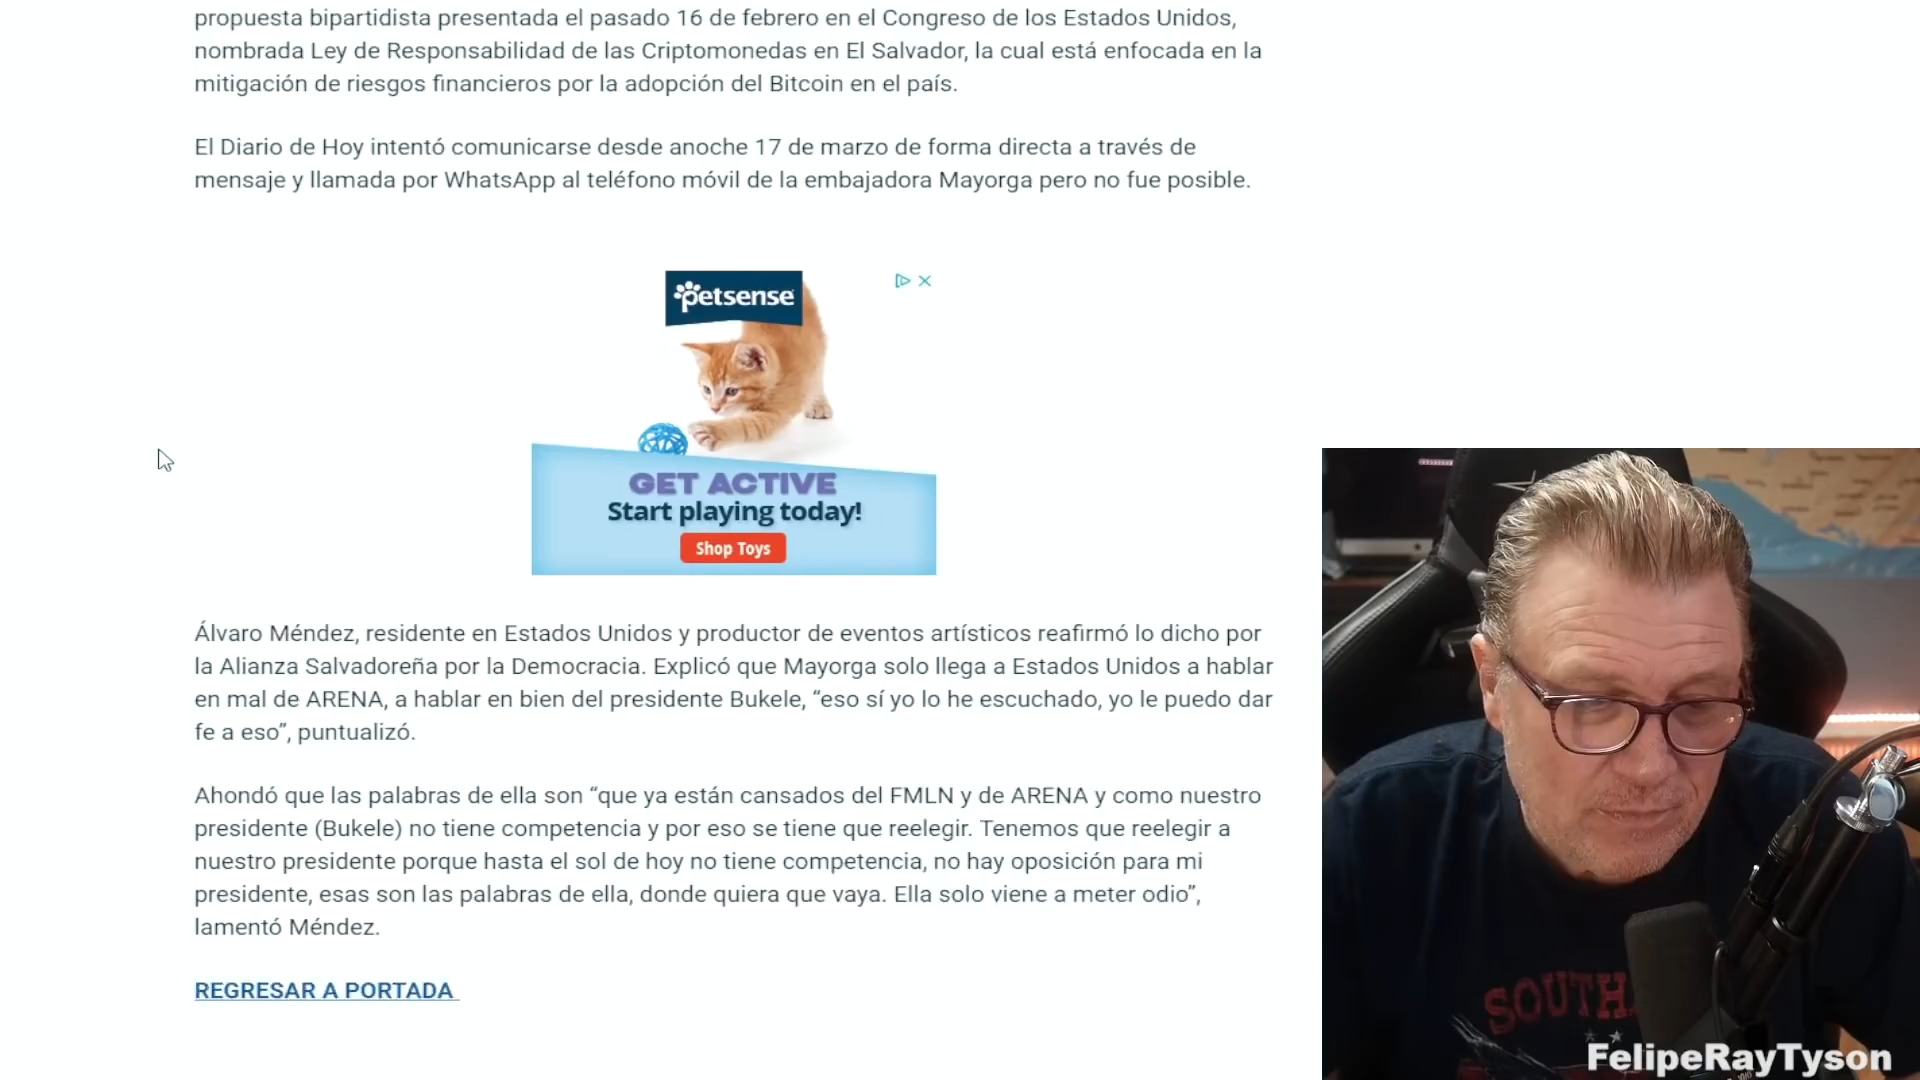 propuesta bipartidista presentada el pasado 16 de febrero en el Congreso de los Estados Unidos,
nombrada Ley de Responsabilidad de las Criptomonedas en El Salvador, la cual está enfocada en la
mitigación de riesgos financieros por la adopción del Bitcoin en el país.
El Diario de Hoy intentó comunicarse desde anoche 17 de marzo de forma directa a través de
mensaje y llamada por WhatsApp al teléfono móvil de la embajadora Mayorga pero no fue posible.
petsense
GET ACTIVE
Start playing today!
Shop Toys
Álvaro Méndez, residente en Estados Unidos y productor de eventos artísticos reafirmó lo dicho por
la Alianza Salvadoreña por la Democracia. Explicó que Mayorga solo llega a Estados Unidos a hablar
en mal de ARENA, a hablar en bien del presidente Bukele, “eso sí yo lo he escuchado, yo le puedo dar
fe a eso”, puntualizó.
Ahondó que las palabras de ella son “que ya están cansados del FMLN y de ARENA y como nuestro
presidente (Bukele) no tiene competencia y por eso se tiene que reelegir. Tenemos que reelegir a
nuestro presidente porque hasta el sol de hoy no tiene competencia, no hay oposición para mi
presidente, esas son las palabras de ella, donde quiera que vaya. Ella solo viene a meter odio”,
lamentó Méndez.
REGRESAR A PORTADA
SOUTH
FelipeRayTyson